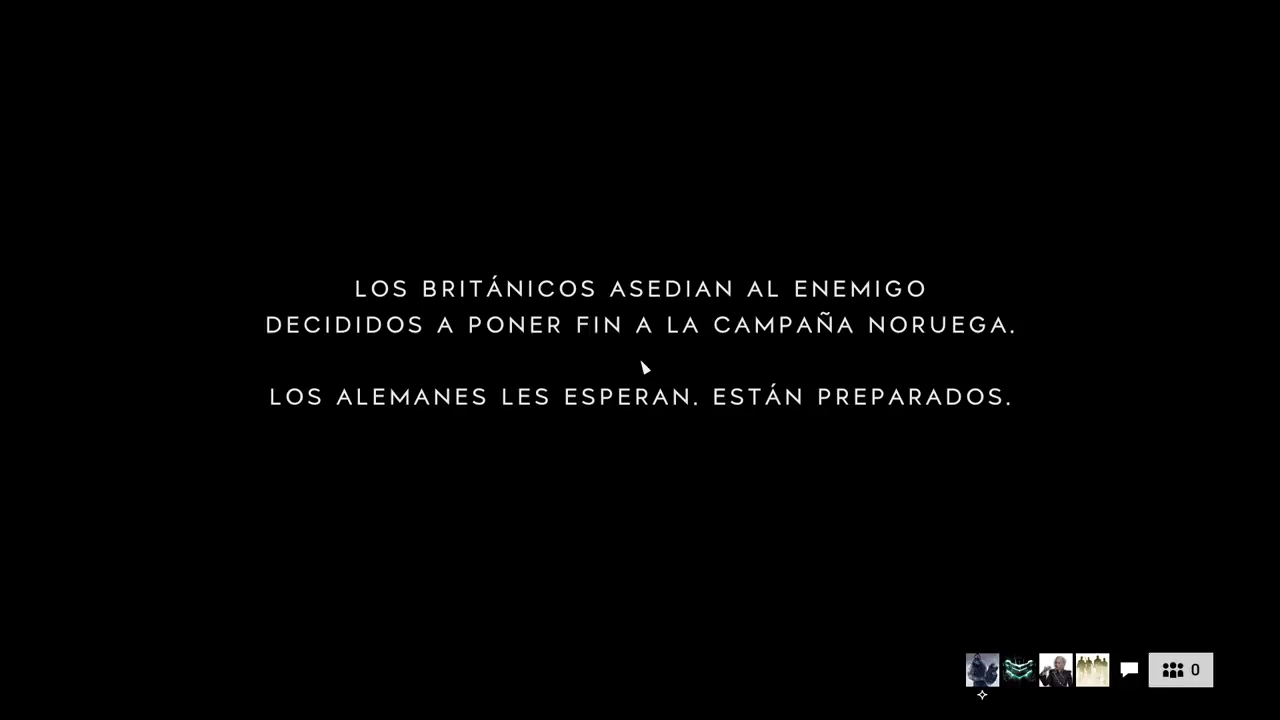 LOS BRITÁNICOS ASEDIAN AL ENEMIGO
DECIDIDOS A PONER FIN A LA CAMPAÑA NORUEGA.
LOS ALEMANES LES ESPERAN. ESTÁN PREPARADOS.
0